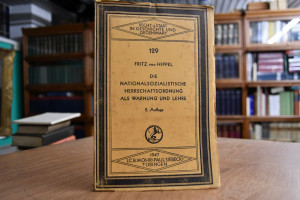 RECHT u. STAAT
IN GESCHICHTE UND
GEGENWART
129
FRITZ von HIPPEL
DIE
NATIONALSOZIALISTISCHE
HERRSCHAFTSORDNUNG
ALS WARNUNG UND LEHRE
2. Auflage
1947
J.C.B. MOHR (PAUL SIEBECK)
TÜBINGEN